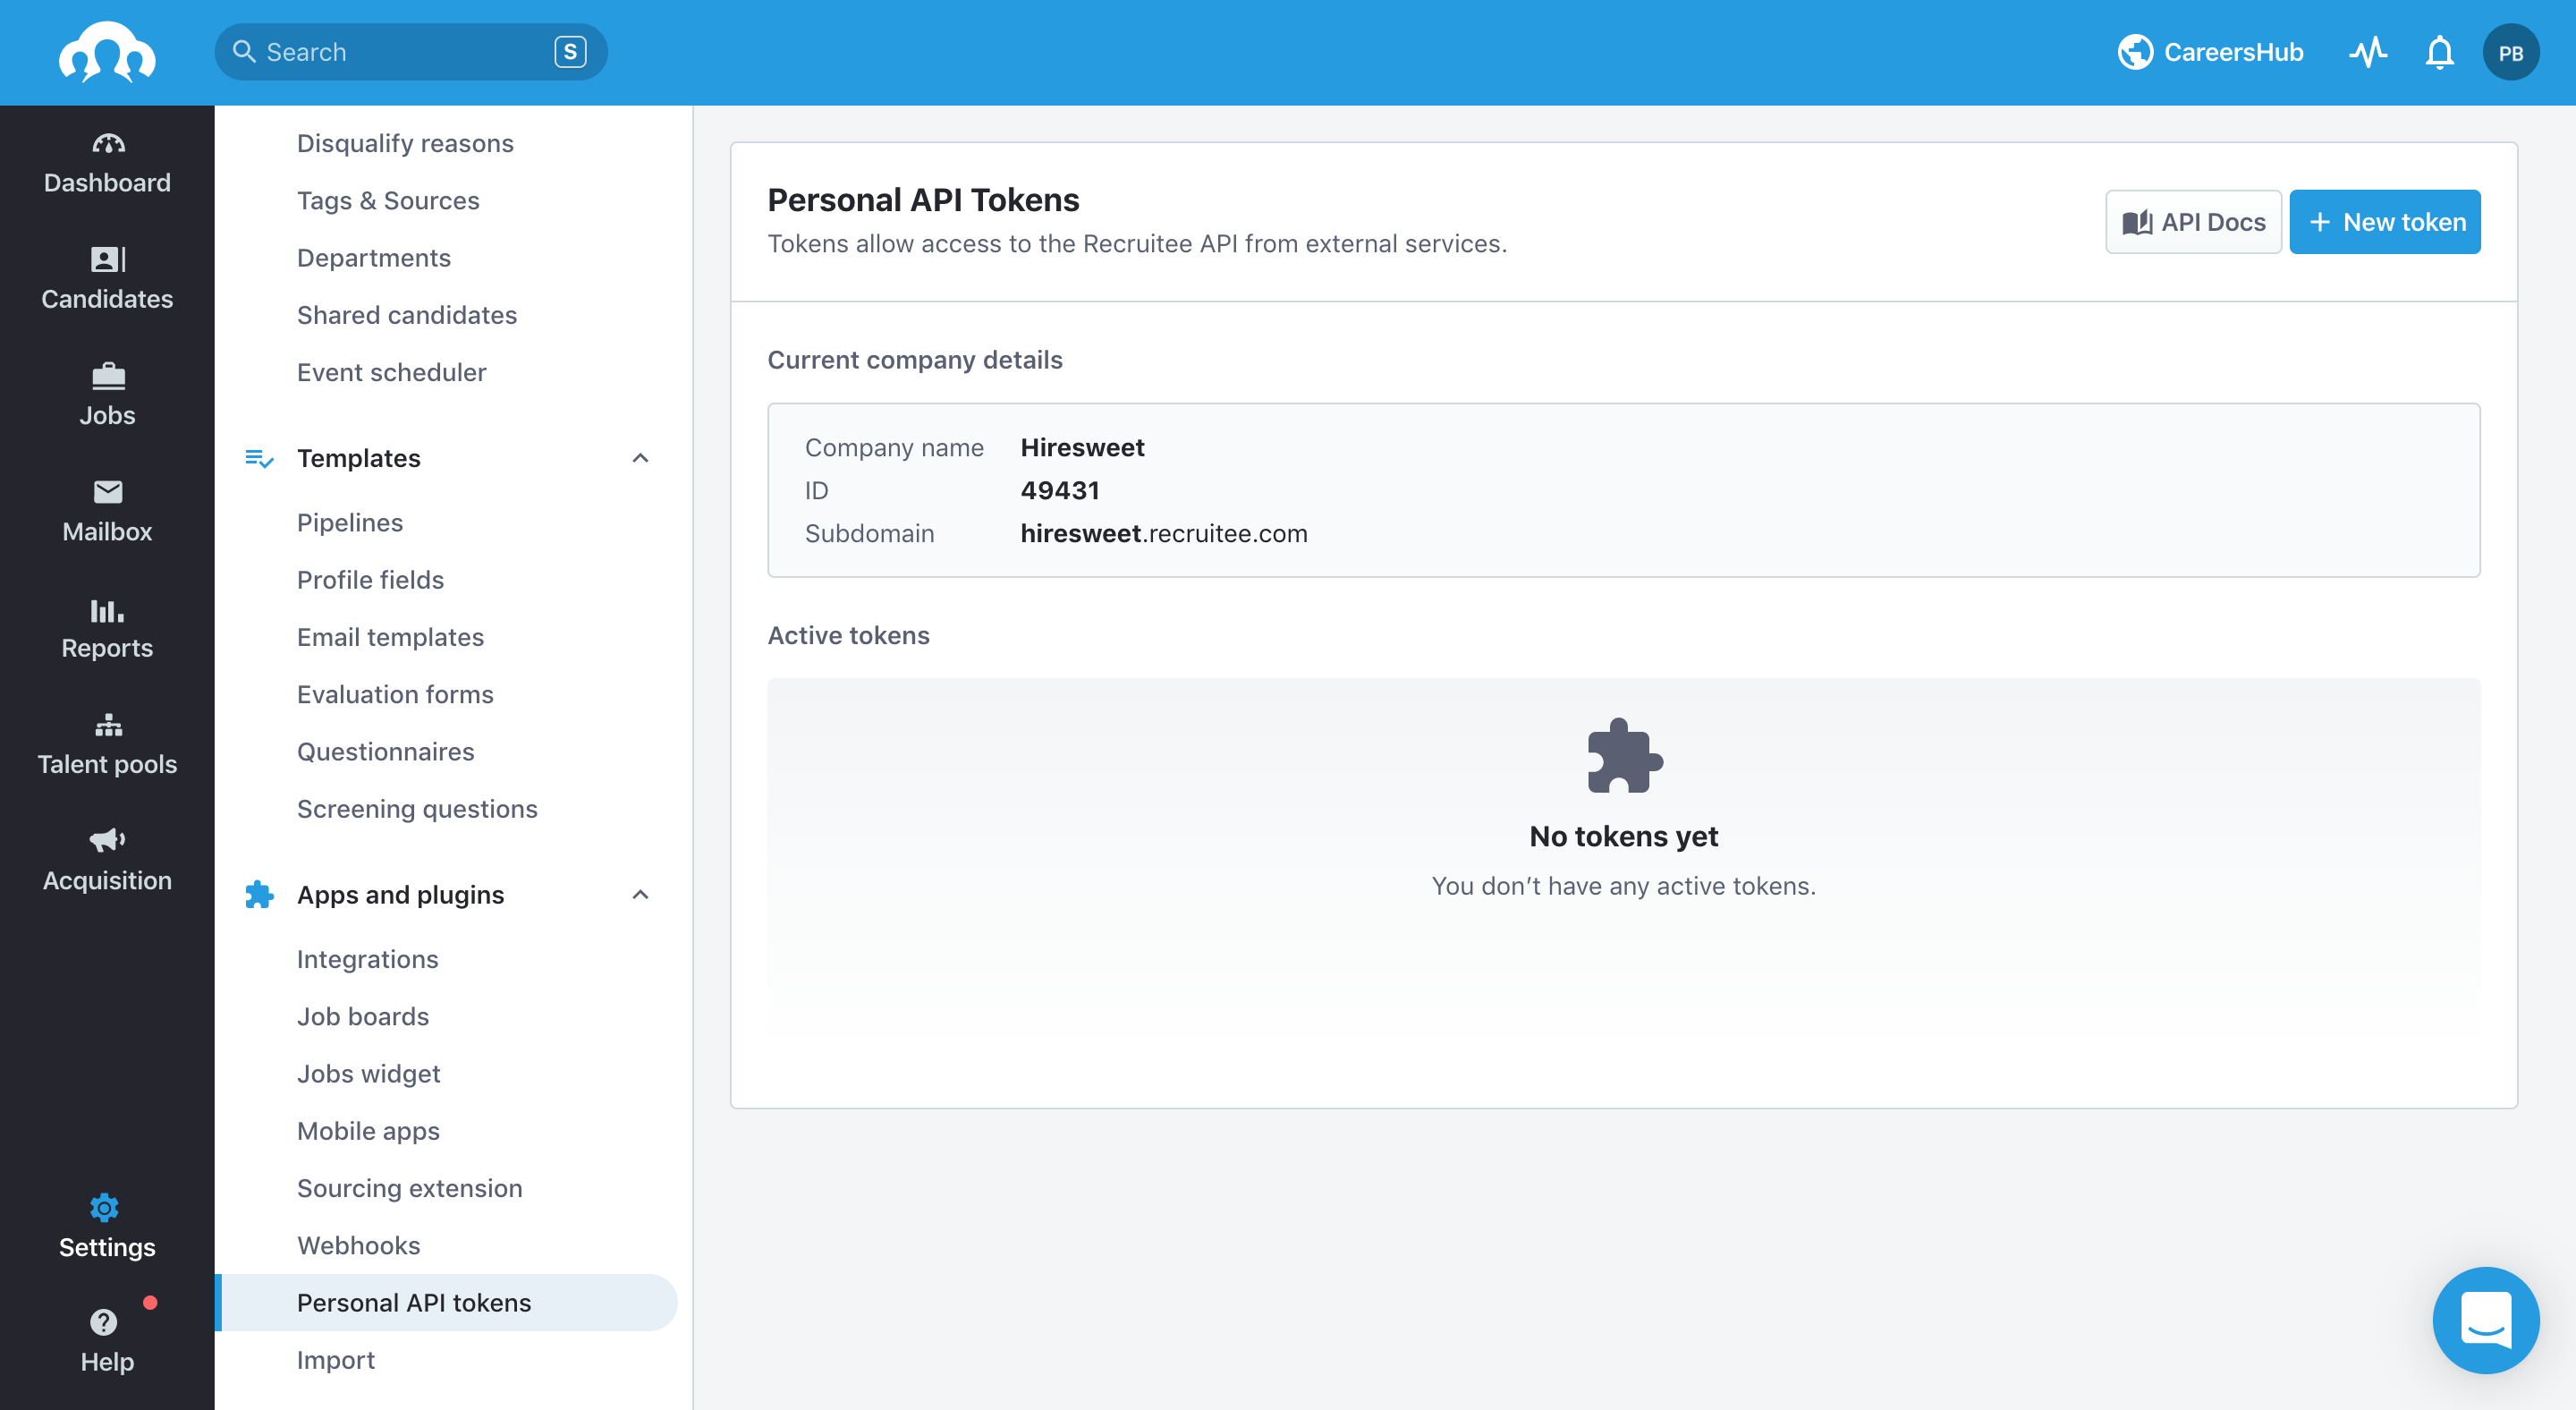 Search
S
CareersHub
PB
Dashboard
Candidates
Jobs
Mailbox
Reports
Talent pools
Acquisition
Settings
Help
Disqualify reasons
Tags & Sources
Departments
Shared candidates
Event scheduler
Templates
Pipelines
Profile fields
Email templates
Evaluation forms
Questionnaires
Screening questions
Apps and plugins
Integrations
Job boards
Jobs widget
Mobile apps
Sourcing extension
Webhooks
Personal API tokens
Import
Personal API Tokens
Tokens allow access to the Recruitee API from external services.
API Docs
+ New token
Current company details
Company name Hiresweet
ID 49431
Subdomain hiresweet.recruitee.com
Active tokens
No tokens yet
You don’t have any active tokens.